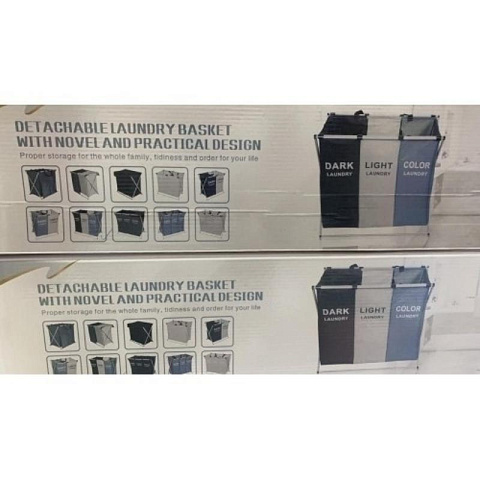 DETACHABLE LAUNDRY BASKET
WITH NOVEL AND PRACTICAL DESIGN
Proper storage for the whole family, tidiness and order for your life
DARK LIGHT COLOR
LAUNDRY LAUNDRY LAUNDRY
DETACHABLE LAUNDRY BASKET
WITH NOVEL AND PRACTICAL DESIGN
Proper storage for the whole family, tidiness and order for your life
DARK LIGHT COLOR
LAUNDRY LAUNDRY LAUNDRY